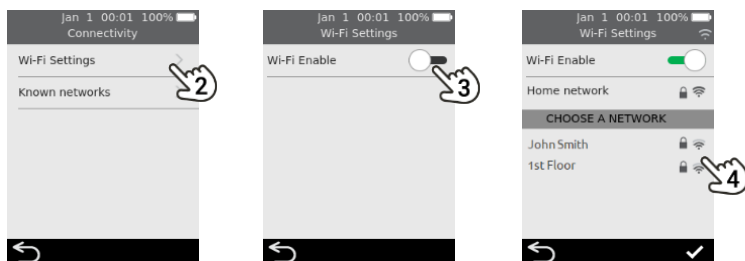 Jan 1 00:01 100%
Connectivity
Wi-Fi Settings
Known networks
2
Jan 1 00:01 100%
Wi-Fi Settings
Wi-Fi Enable
3
Jan 1 00:01 100%
Wi-Fi Settings
Wi-Fi Enable
Home network
CHOOSE A NETWORK
John Smith
1st Floor
4